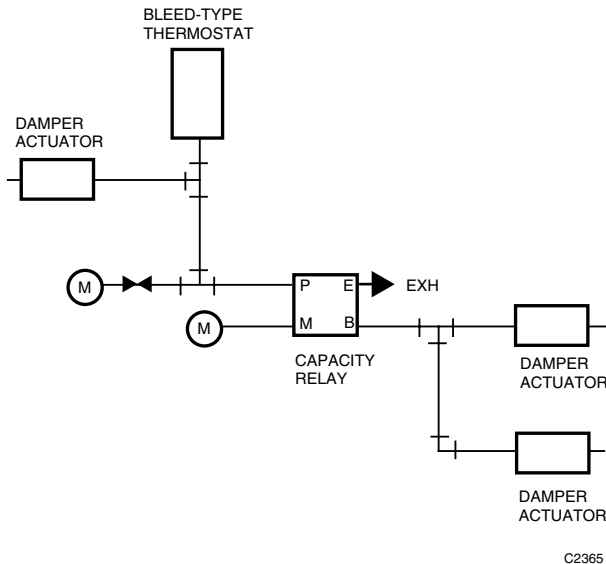 BLEED-TYPE
THERMOSTAT
DAMPER
ACTUATOR
M
P
E
EXH
M
M
B
CAPACITY
RELAY
DAMPER
ACTUATOR
DAMPER
ACTUATOR
C2365